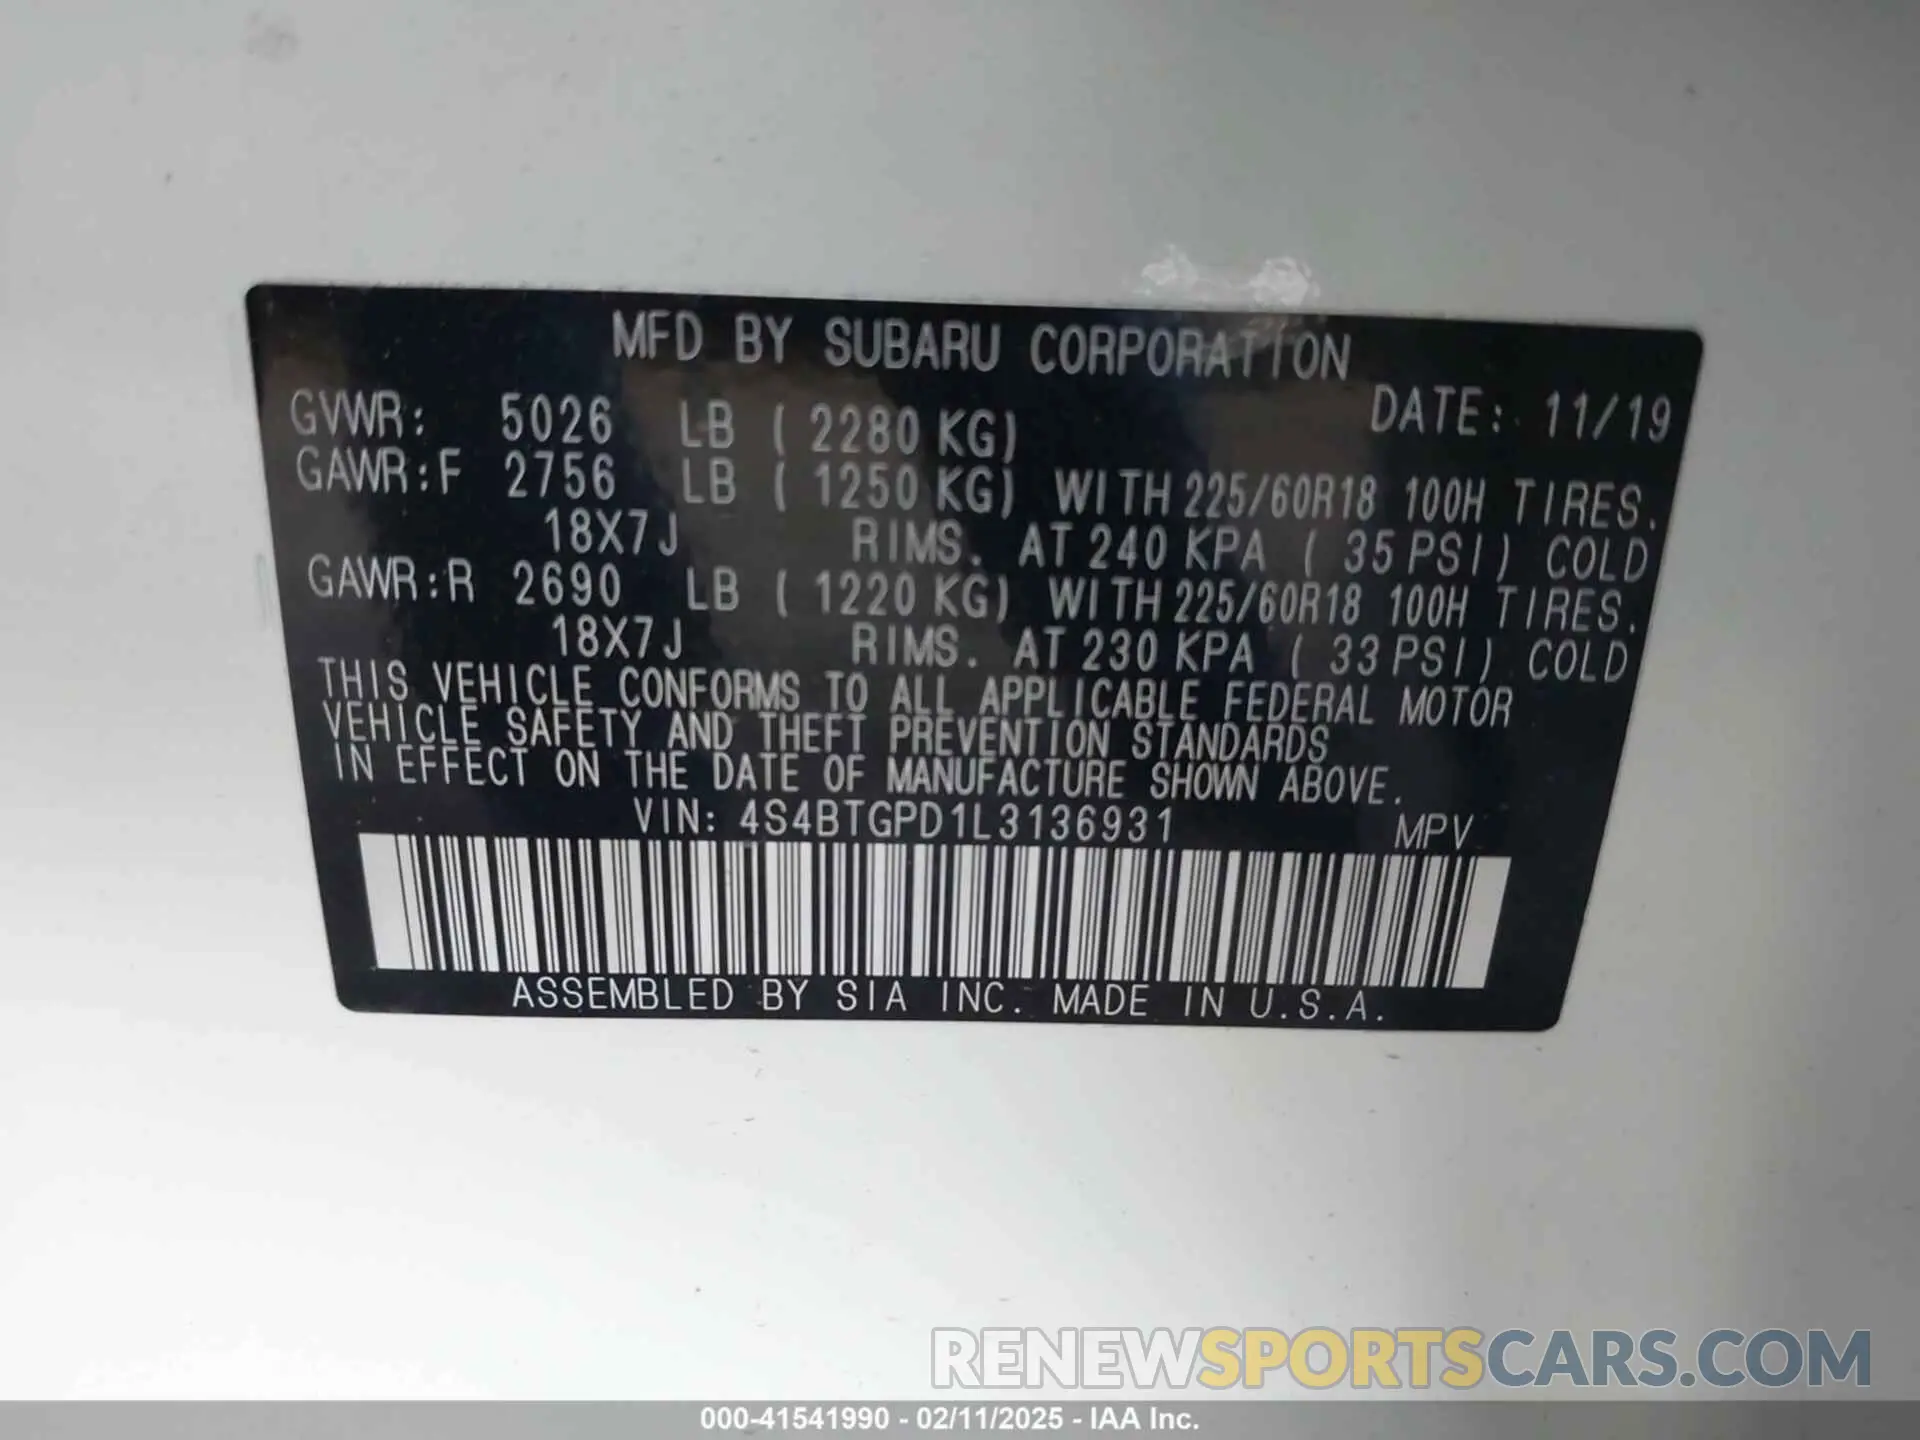 MFD BY SUBARU CORPORATION
DATE: 11/19
GVWR: 5026 LB ( 2280 KG)
GAWR:F 2756 LB ( 1250 KG) WITH 225/60R18 100H TIRES.
18X7J RIMS. AT 240 KPA ( 35 PSI) COLD
GAWR:R 2690 LB ( 1220 KG) WITH 225/60R18 100H TIRES.
18X7J RIMS. AT 230 KPA ( 33 PSI) COLD
THIS VEHICLE CONFORMS TO ALL APPLICABLE FEDERAL MOTOR
VEHICLE SAFETY AND THEFT PREVENTION STANDARDS
IN EFFECT ON THE DATE OF MANUFACTURE SHOWN ABOVE.
VIN: 4S4BTGPD1L3136931 MPV
ASSEMBLED BY SIA INC. MADE IN U.S.A.
RENEWSPORTSCARS.COM
000-41541990 - 02/11/2025 - IAA Inc.